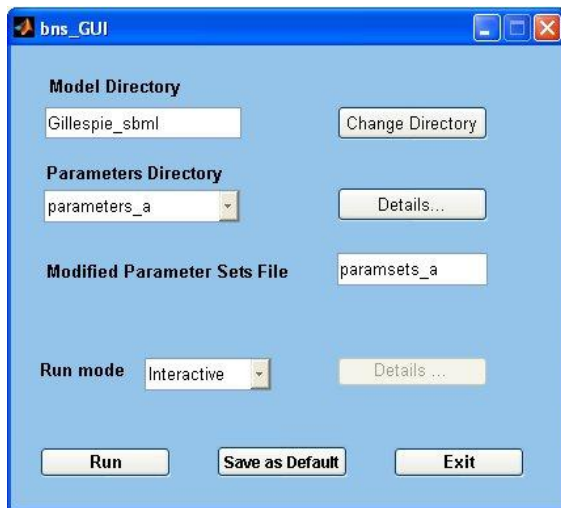 bns_GUI
Model Directory
Gillespie_sbml
Change Directory
Parameters Directory
parameters_a
Details...
Modified Parameter Sets File
paramsets_a
Run mode
Interactive
Details ...
Run
Save as Default
Exit